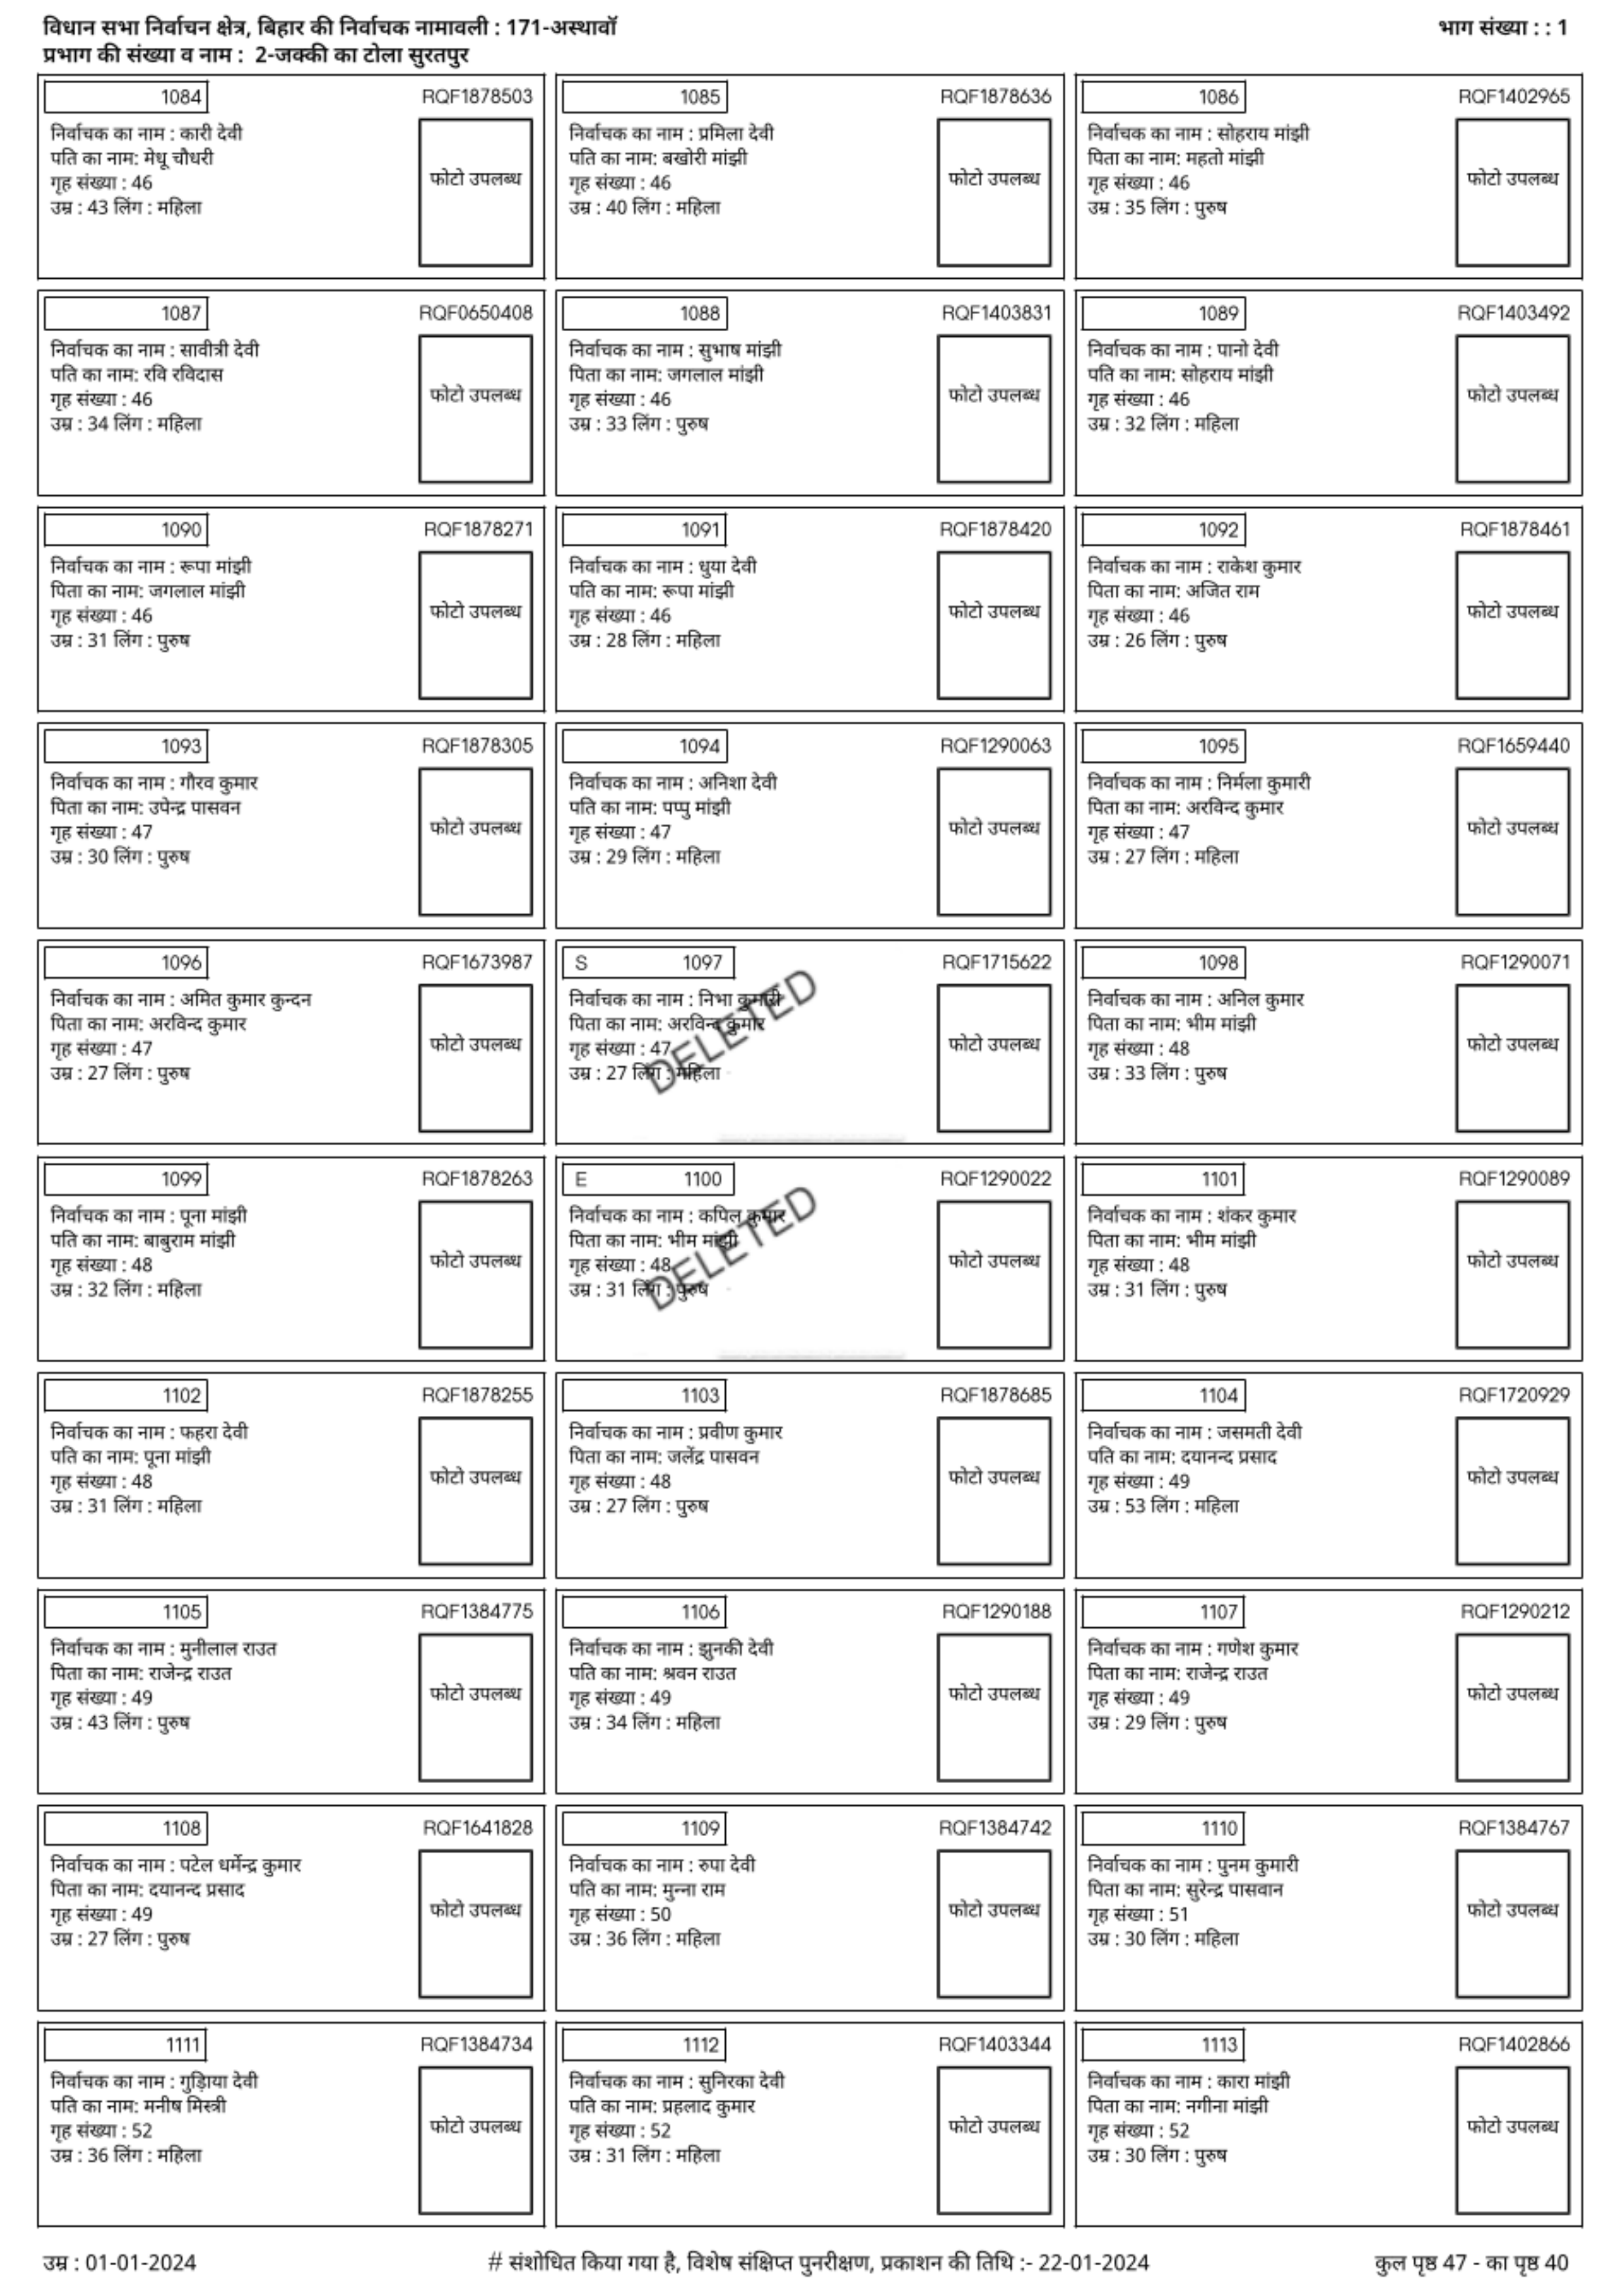 विधान सभा निर्वाचन क्षेत्र, बिहार की निर्वाचक नामावली : 171-अस्थावॉ
भाग संख्या : : 1
प्रभाग की संख्या व नाम : 2-जक्की का टोला सुरतपुर
1084 RQF1878503
निर्वाचक का नाम : कारी देवी
पति का नाम: मेधू चौधरी
गृह संख्या : 46
उम्र : 43 लिंग : महिला
फोटो उपलब्ध
1085 RQF1878636
निर्वाचक का नाम : प्रमिला देवी
पति का नाम: बखोरी मांझी
गृह संख्या : 46
उम्र : 40 लिंग : महिला
फोटो उपलब्ध
1086 RQF1402965
निर्वाचक का नाम : सोहराय मांझी
पिता का नाम: महतो मांझी
गृह संख्या : 46
उम्र : 35 लिंग : पुरुष
फोटो उपलब्ध
1087 RQF0650408
निर्वाचक का नाम : सावीत्री देवी
पति का नाम: रवि रविदास
गृह संख्या : 46
उम्र : 34 लिंग : महिला
फोटो उपलब्ध
1088 RQF1403831
निर्वाचक का नाम : सुभाष मांझी
पिता का नाम: जगलाल मांझी
गृह संख्या : 46
उम्र : 33 लिंग : पुरुष
फोटो उपलब्ध
1089 RQF1403492
निर्वाचक का नाम : पानो देवी
पति का नाम: सोहराय मांझी
गृह संख्या : 46
उम्र : 32 लिंग : महिला
फोटो उपलब्ध
1090 RQF1878271
निर्वाचक का नाम : रूपा मांझी
पिता का नाम: जगलाल मांझी
गृह संख्या : 46
उम्र : 31 लिंग : पुरुष
फोटो उपलब्ध
1091 RQF1878420
निर्वाचक का नाम : धुया देवी
पति का नाम: रूपा मांझी
गृह संख्या : 46
उम्र : 28 लिंग : महिला
फोटो उपलब्ध
1092 RQF1878461
निर्वाचक का नाम : राकेश कुमार
पिता का नाम: अजित राम
गृह संख्या : 46
उम्र : 26 लिंग : पुरुष
फोटो उपलब्ध
1093 RQF1878305
निर्वाचक का नाम : गौरव कुमार
पिता का नाम: उपेन्द्र पासवन
गृह संख्या : 47
उम्र : 30 लिंग : पुरुष
फोटो उपलब्ध
1094 RQF1290063
निर्वाचक का नाम : अनिशा देवी
पति का नाम: पप्पु मांझी
गृह संख्या : 47
उम्र : 29 लिंग : महिला
फोटो उपलब्ध
1095 RQF1659440
निर्वाचक का नाम : निर्मला कुमारी
पिता का नाम: अरविन्द कुमार
गृह संख्या : 47
उम्र : 27 लिंग : महिला
फोटो उपलब्ध
1096 RQF1673987
निर्वाचक का नाम : अमित कुमार कुन्दन
पिता का नाम: अरविन्द कुमार
गृह संख्या : 47
उम्र : 27 लिंग : पुरुष
फोटो उपलब्ध
S 1097 RQF1715622
निर्वाचक का नाम : निभा कुमारी
पिता का नाम: अरविन्द कुमार
गृह संख्या : 47
उम्र : 27 लिंग : महिला
DELETED
फोटो उपलब्ध
1098 RQF1290071
निर्वाचक का नाम : अनिल कुमार
पिता का नाम: भीम मांझी
गृह संख्या : 48
उम्र : 33 लिंग : पुरुष
फोटो उपलब्ध
1099 RQF1878263
निर्वाचक का नाम : पूना मांझी
पति का नाम: बाबुराम मांझी
गृह संख्या : 48
उम्र : 32 लिंग : महिला
फोटो उपलब्ध
E 1100 RQF1290022
निर्वाचक का नाम : कपिल कुमार
पिता का नाम: भीम मांझी
गृह संख्या : 48
उम्र : 31 लिंग : पुरुष
DELETED
फोटो उपलब्ध
1101 RQF1290089
निर्वाचक का नाम : शंकर कुमार
पिता का नाम: भीम मांझी
गृह संख्या : 48
उम्र : 31 लिंग : पुरुष
फोटो उपलब्ध
1102 RQF1878255
निर्वाचक का नाम : फहरा देवी
पति का नाम: पूना मांझी
गृह संख्या : 48
उम्र : 31 लिंग : महिला
फोटो उपलब्ध
1103 RQF1878685
निर्वाचक का नाम : प्रवीण कुमार
पिता का नाम: जलेंद्र पासवन
गृह संख्या : 48
उम्र : 27 लिंग : पुरुष
फोटो उपलब्ध
1104 RQF1720929
निर्वाचक का नाम : जसमती देवी
पति का नाम: दयानन्द प्रसाद
गृह संख्या : 49
उम्र : 53 लिंग : महिला
फोटो उपलब्ध
1105 RQF1384775
निर्वाचक का नाम : मुनीलाल राउत
पिता का नाम: राजेन्द्र राउत
गृह संख्या : 49
उम्र : 43 लिंग : पुरुष
फोटो उपलब्ध
1106 RQF1290188
निर्वाचक का नाम : झुनकी देवी
पति का नाम: श्रवन राउत
गृह संख्या : 49
उम्र : 34 लिंग : महिला
फोटो उपलब्ध
1107 RQF1290212
निर्वाचक का नाम : गणेश कुमार
पिता का नाम: राजेन्द्र राउत
गृह संख्या : 49
उम्र : 29 लिंग : पुरुष
फोटो उपलब्ध
1108 RQF1641828
निर्वाचक का नाम : पटेल धर्मेन्द्र कुमार
पिता का नाम: दयानन्द प्रसाद
गृह संख्या : 49
उम्र : 27 लिंग : पुरुष
फोटो उपलब्ध
1109 RQF1384742
निर्वाचक का नाम : रुपा देवी
पति का नाम: मुन्ना राम
गृह संख्या : 50
उम्र : 36 लिंग : महिला
फोटो उपलब्ध
1110 RQF1384767
निर्वाचक का नाम : पुनम कुमारी
पिता का नाम: सुरेन्द्र पासवान
गृह संख्या : 51
उम्र : 30 लिंग : महिला
फोटो उपलब्ध
1111 RQF1384734
निर्वाचक का नाम : गुड़िाया देवी
पति का नाम: मनीष मिस्त्री
गृह संख्या : 52
उम्र : 36 लिंग : महिला
फोटो उपलब्ध
1112 RQF1403344
निर्वाचक का नाम : सुनिरका देवी
पति का नाम: प्रहलाद कुमार
गृह संख्या : 52
उम्र : 31 लिंग : महिला
फोटो उपलब्ध
1113 RQF1402866
निर्वाचक का नाम : कारा मांझी
पिता का नाम: नगीना मांझी
गृह संख्या : 52
उम्र : 30 लिंग : पुरुष
फोटो उपलब्ध
उम्र : 01-01-2024
# संशोधित किया गया है, विशेष संक्षिप्त पुनरीक्षण, प्रकाशन की तिथि :- 22-01-2024
कुल पृष्ठ 47 - का पृष्ठ 40